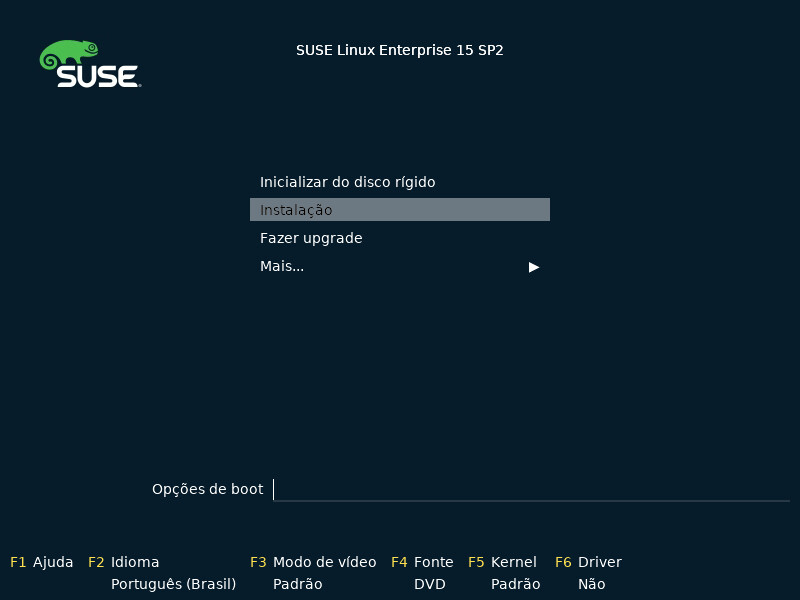 SUSE
SUSE Linux Enterprise 15 SP2
Inicializar do disco rígido
Instalação
Fazer upgrade
Mais... ▶
Opções de boot
F1 Ajuda F2 Idioma F3 Modo de vídeo F4 Fonte F5 Kernel F6 Driver
Português (Brasil) Padrão DVD Padrão Não